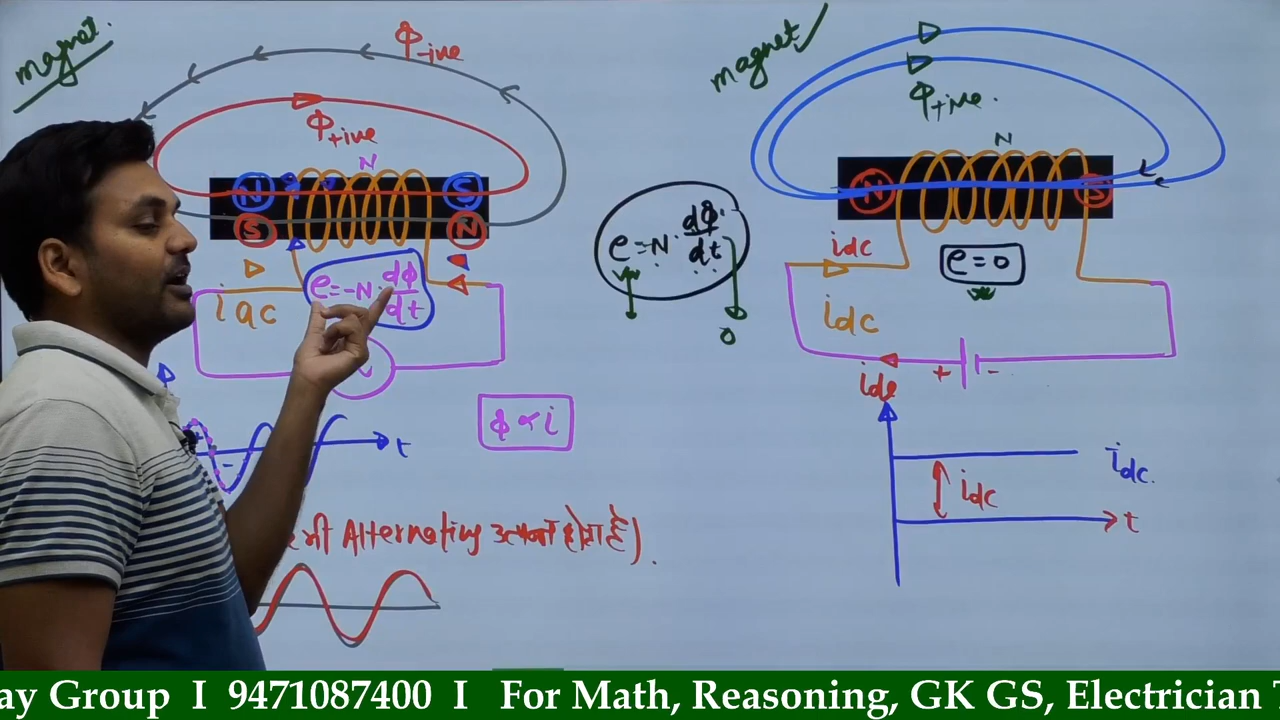 magnet.
Φ-ive
Φ+ive
N
N
S
S
N
i ac
e=-N·dΦ/dt
t
+
-
ϕ ∝ i
भी Alternating उत्पन्न होता है).
e=N·dΦ/dt
0
magnet
Φ+ive.
N
N
S
idc
e=0
idc
+
-
idc
idc.
idc
t
ay Group I 9471087400 I For Math, Reasoning, GK GS, Electrician T